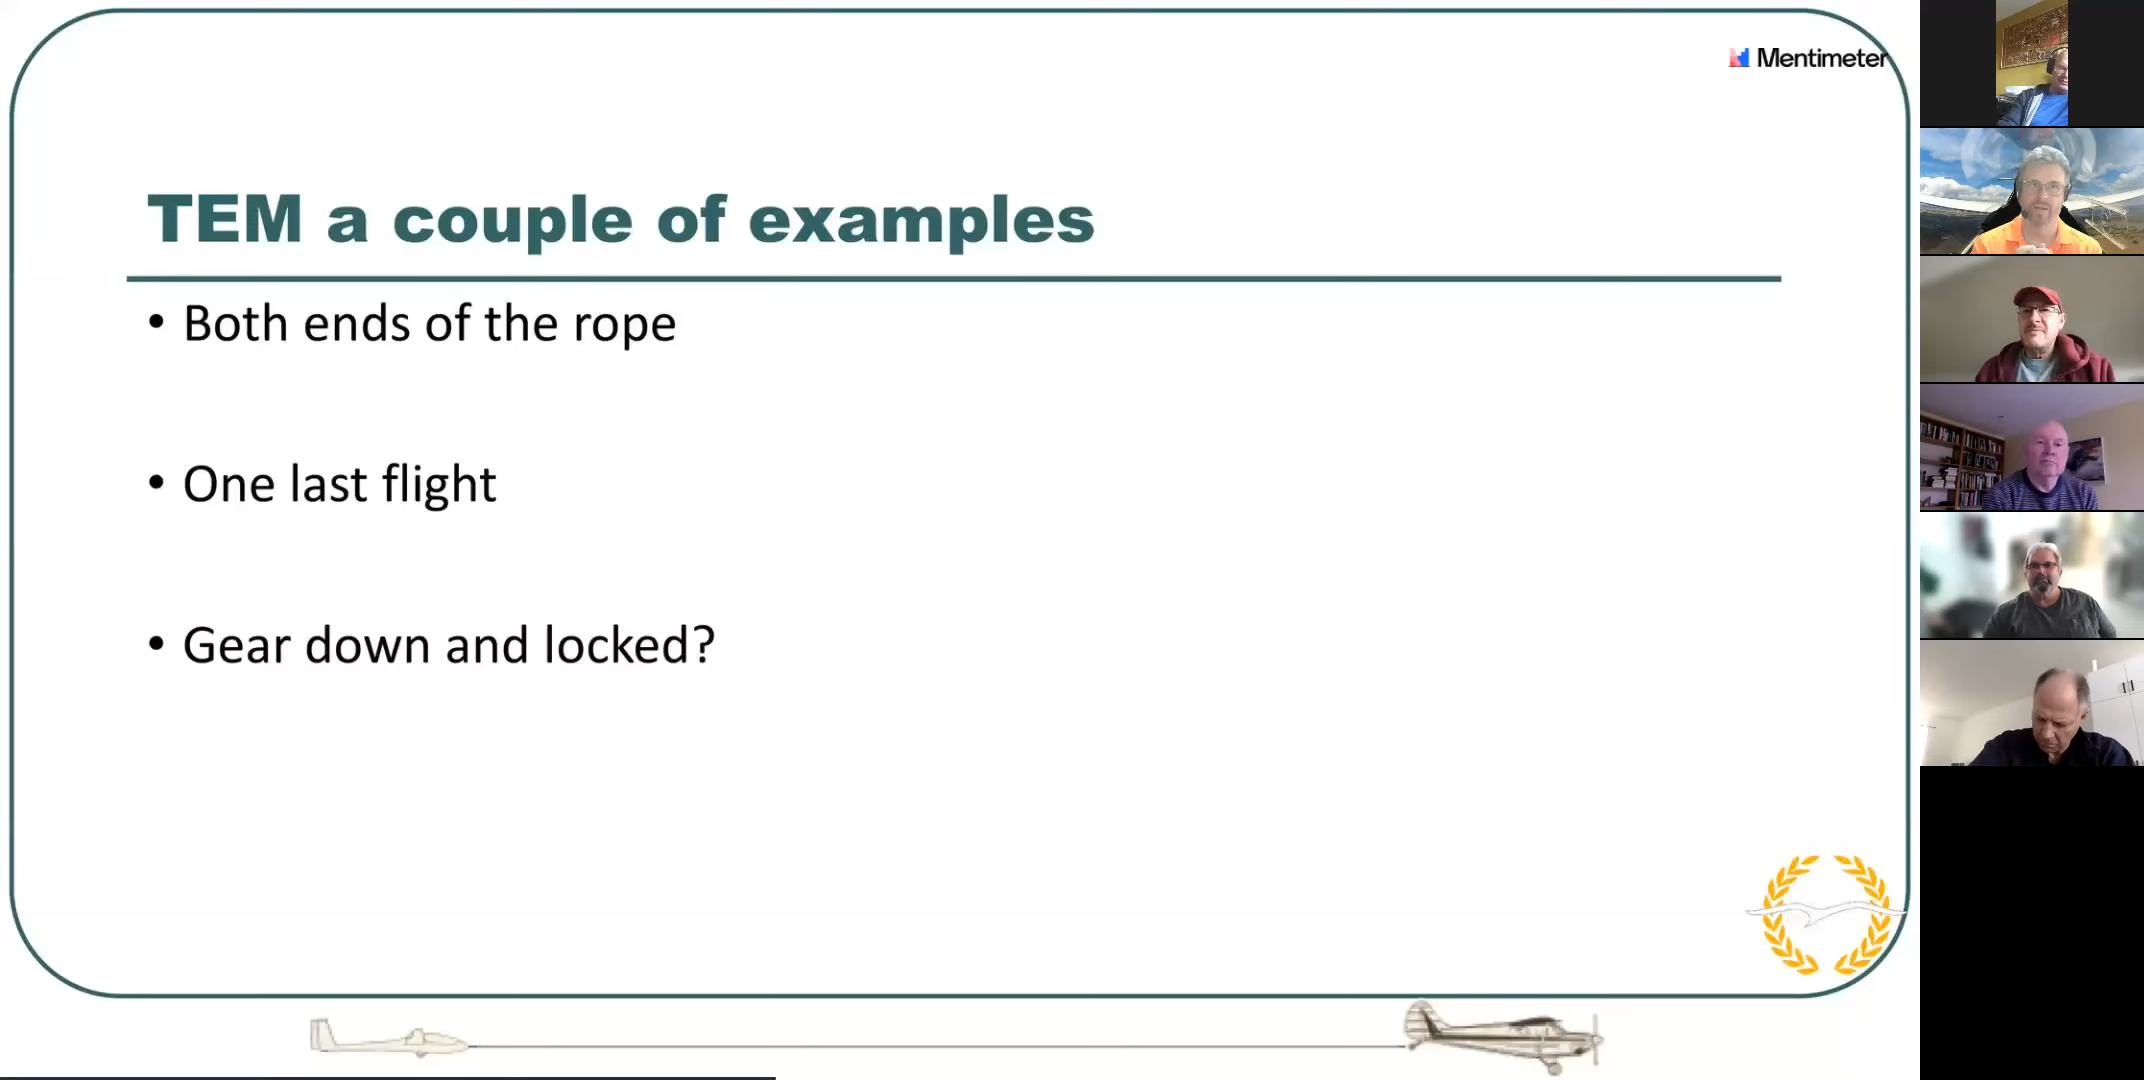 Mentimeter
TEM a couple of examples
• Both ends of the rope
• One last flight
• Gear down and locked?